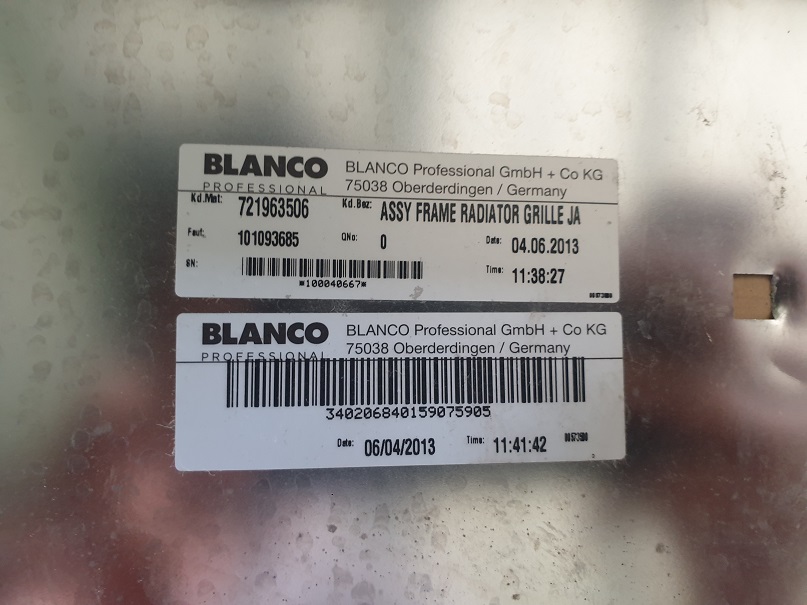 BLANCO
PROFESSIONAL
BLANCO Professional GmbH + Co KG
75038 Oberderdingen / Germany
Kd.Mat: 721963506 Kd.Bez: ASSY FRAME RADIATOR GRILLE JA
Faut: 101093685 QNo: 0 Date: 04.06.2013
SN: Time: 11:38:27
*100040667*
BLANCO
PROFESSIONAL
BLANCO Professional GmbH + Co KG
75038 Oberderdingen / Germany
340206840159075905
Date: 06/04/2013 Time: 11:41:42